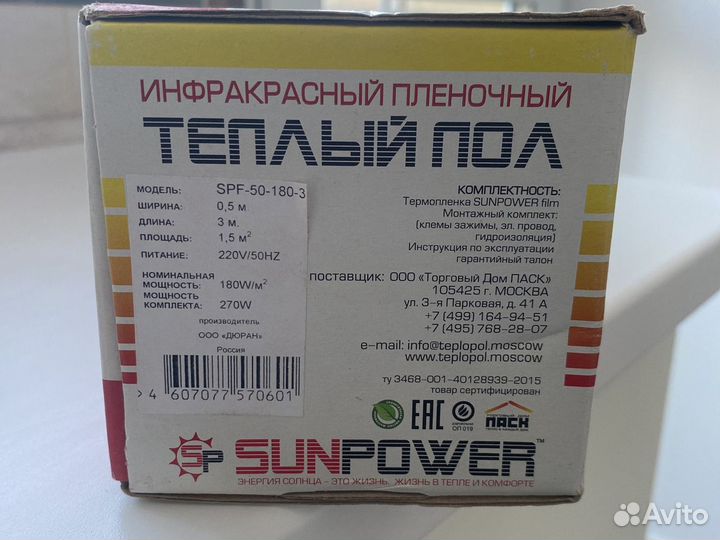 ИНФРАКРАСНЫЙ ПЛЕНОЧНЫЙ
ТЕПЛЫЙ ПОЛ
МОДЕЛЬ: SPF-50-180-3
ШИРИНА: 0,5 м
ДЛИНА: 3 м
ПЛОЩАДЬ: 1,5 м²
ПИТАНИЕ: 220V/50HZ
НОМИНАЛЬНАЯ
МОЩНОСТЬ: 180W/м²
МОЩНОСТЬ
КОМПЛЕКТА: 270W
производитель
ООО «ДЮРАН»
Россия
4 607077 570601 >
КОМПЛЕКТНОСТЬ:
Термопленка SUNPOWER film
Монтажный комплект:
(клемы зажимы, эл. провод,
гидроизоляция)
Инструкция по эксплуатации
гарантийный талон
поставщик: ООО «Торговый Дом ПАСК»
105425 г. МОСКВА
ул. 3-я Парковая, д. 41 А
+7 (499) 164-94-51
+7 (495) 768-28-07
e-mail: info@teplopol.moscow
www.teplopol.moscow
ту 3468-001-40128939-2015
товар сертифицирован
EAC
ОП 019
ПАСК
SP SUNPOWER™
ЭНЕРГИЯ СОЛНЦА - ЭТО ЖИЗНЬ. ЖИЗНЬ В ТЕПЛЕ И КОМФОРТЕ
Avito